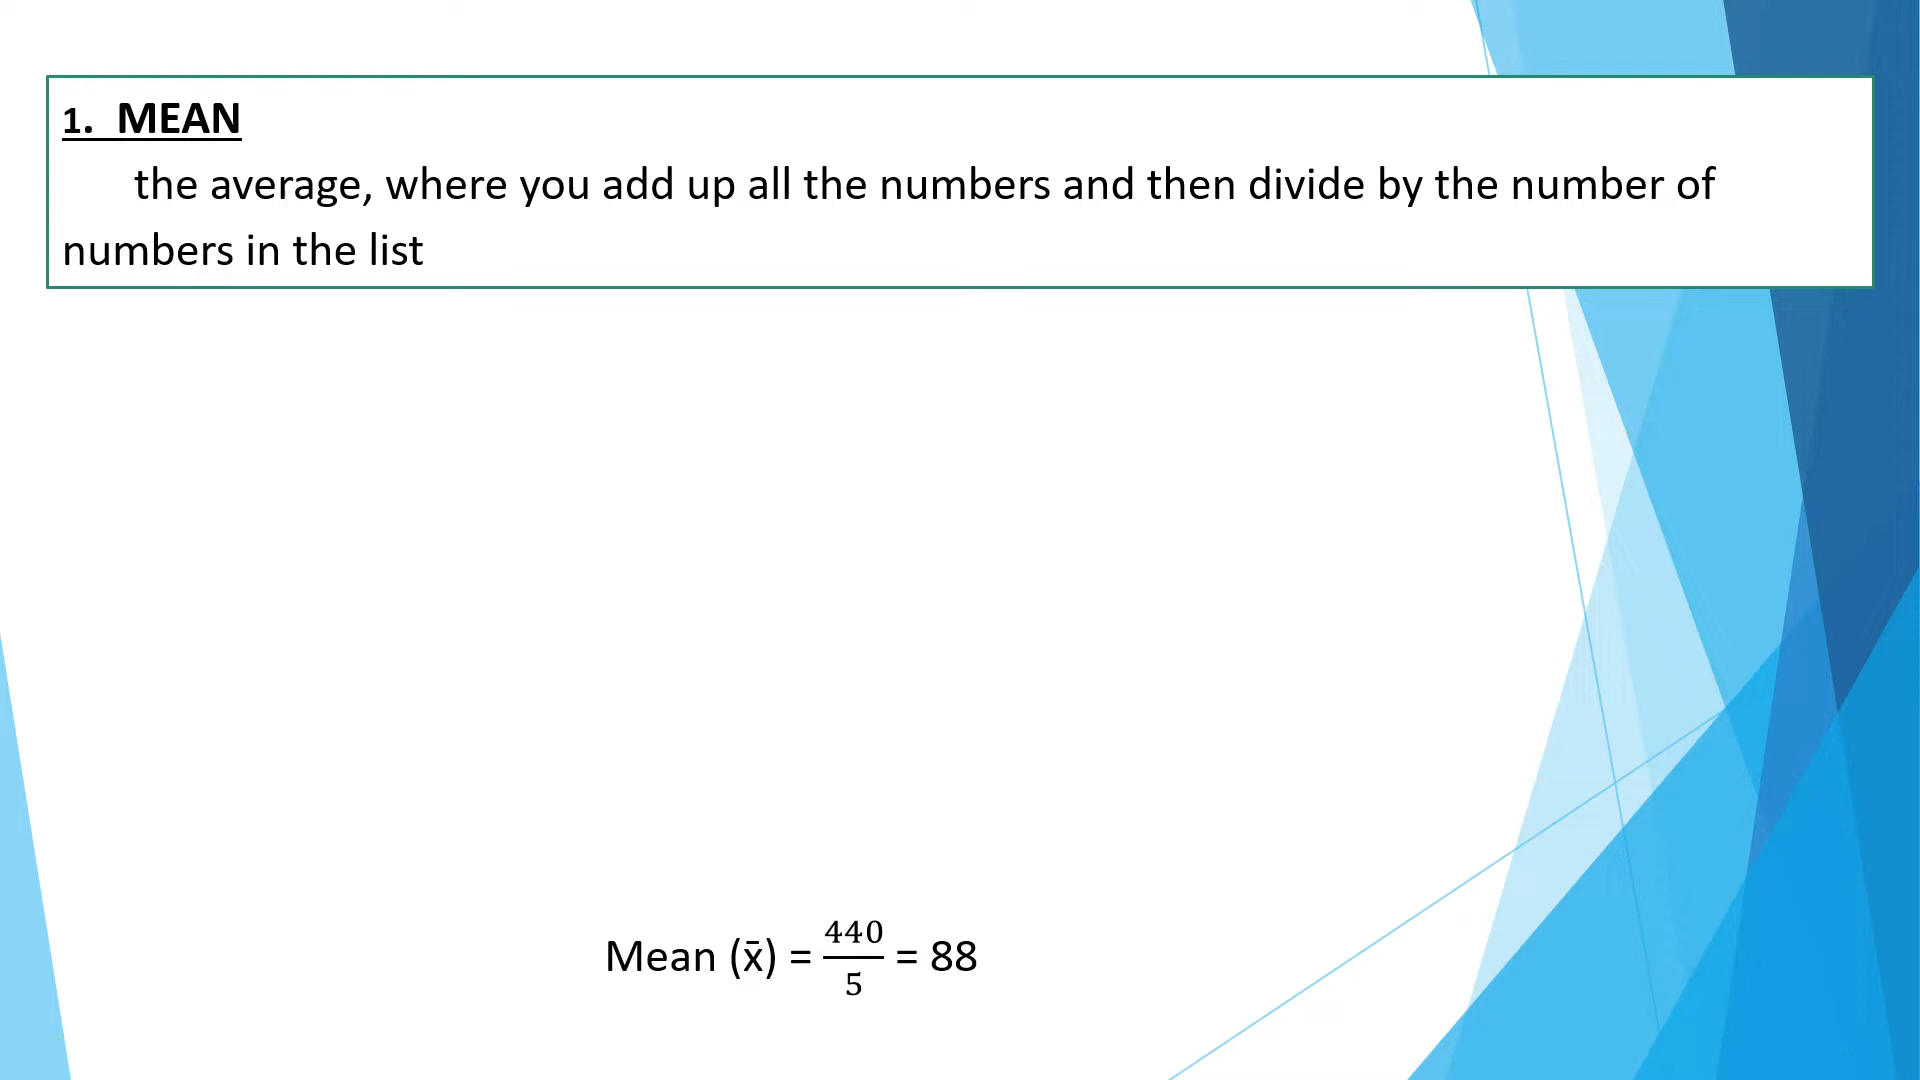 1. MEAN
the average, where you add up all the numbers and then divide by the number of
numbers in the list
Mean (x̄) = 440/5 = 88